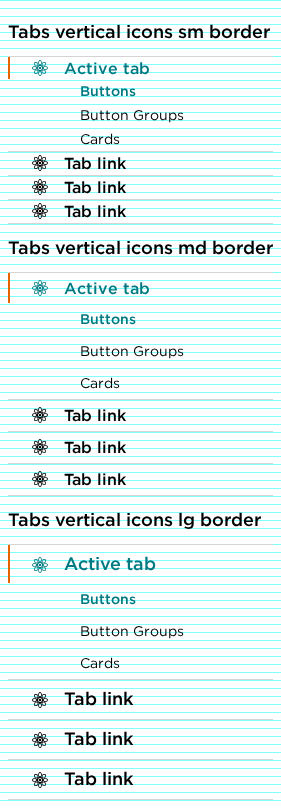 Tabs vertical icons sm border
Active tab
Buttons
Button Groups
Cards
Tab link
Tab link
Tab link
Tabs vertical icons md border
Active tab
Buttons
Button Groups
Cards
Tab link
Tab link
Tab link
Tabs vertical icons lg border
Active tab
Buttons
Button Groups
Cards
Tab link
Tab link
Tab link